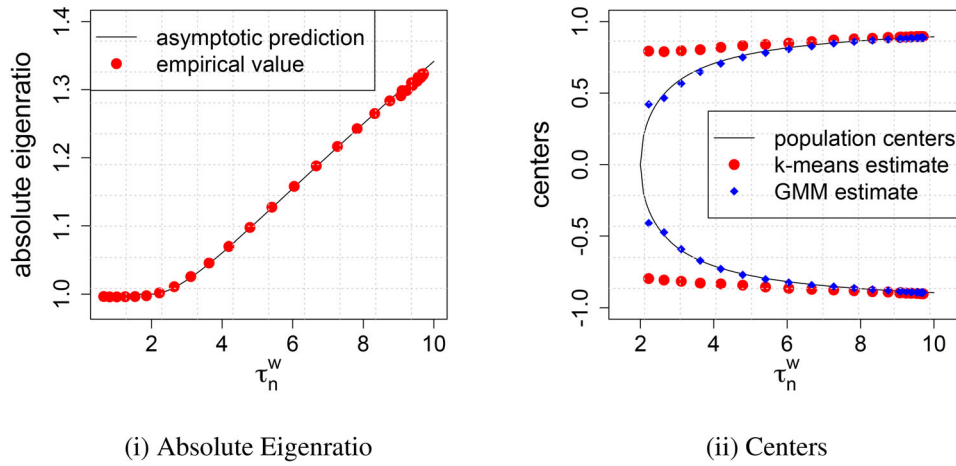 1.4
1.3
1.2
1.1
1.0
absolute eigenratio
asymptotic prediction
empirical value
2 4 6 8 10
τₙʷ
(i) Absolute Eigenratio
1.0
0.5
0.0
-0.5
-1.0
centers
population centers
k-means estimate
GMM estimate
2 4 6 8 10
τₙʷ
(ii) Centers